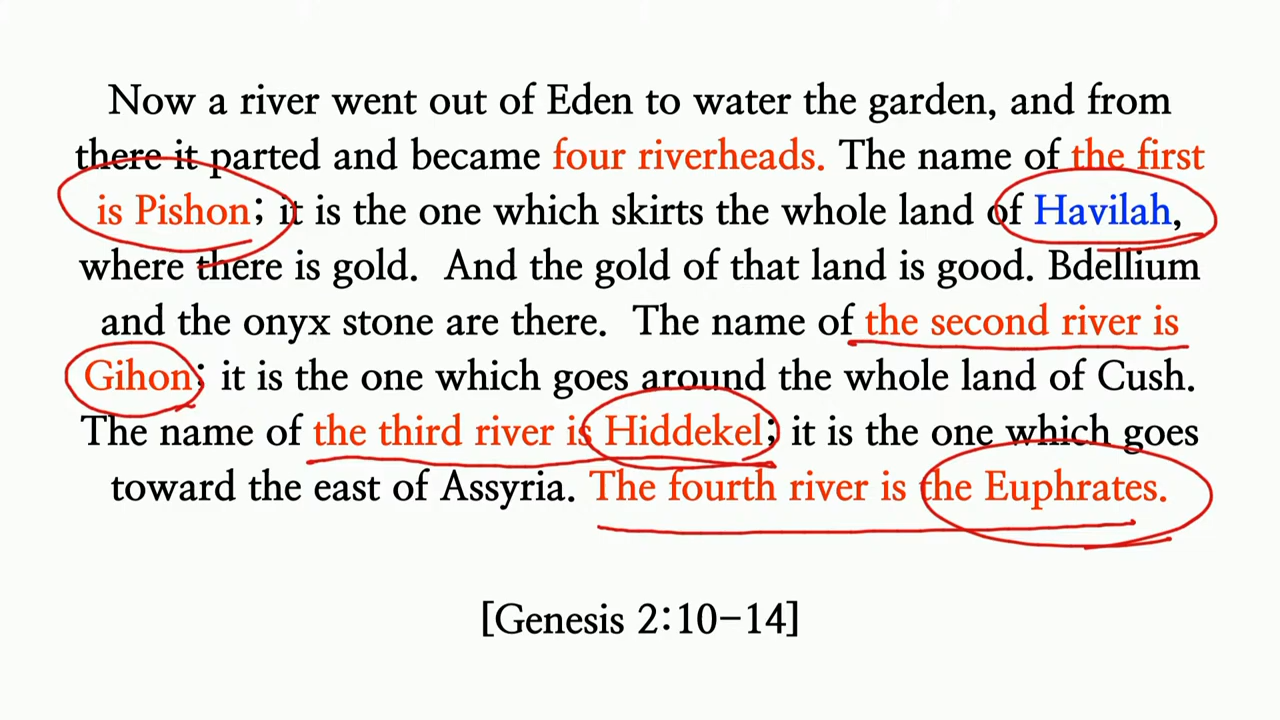 Now a river went out of Eden to water the garden, and from
there it parted and became four riverheads. The name of the first
is Pishon; it is the one which skirts the whole land of Havilah,
where there is gold. And the gold of that land is good. Bdellium
and the onyx stone are there. The name of the second river is
Gihon; it is the one which goes around the whole land of Cush.
The name of the third river is Hiddekel; it is the one which goes
toward the east of Assyria. The fourth river is the Euphrates.
[Genesis 2:10-14]